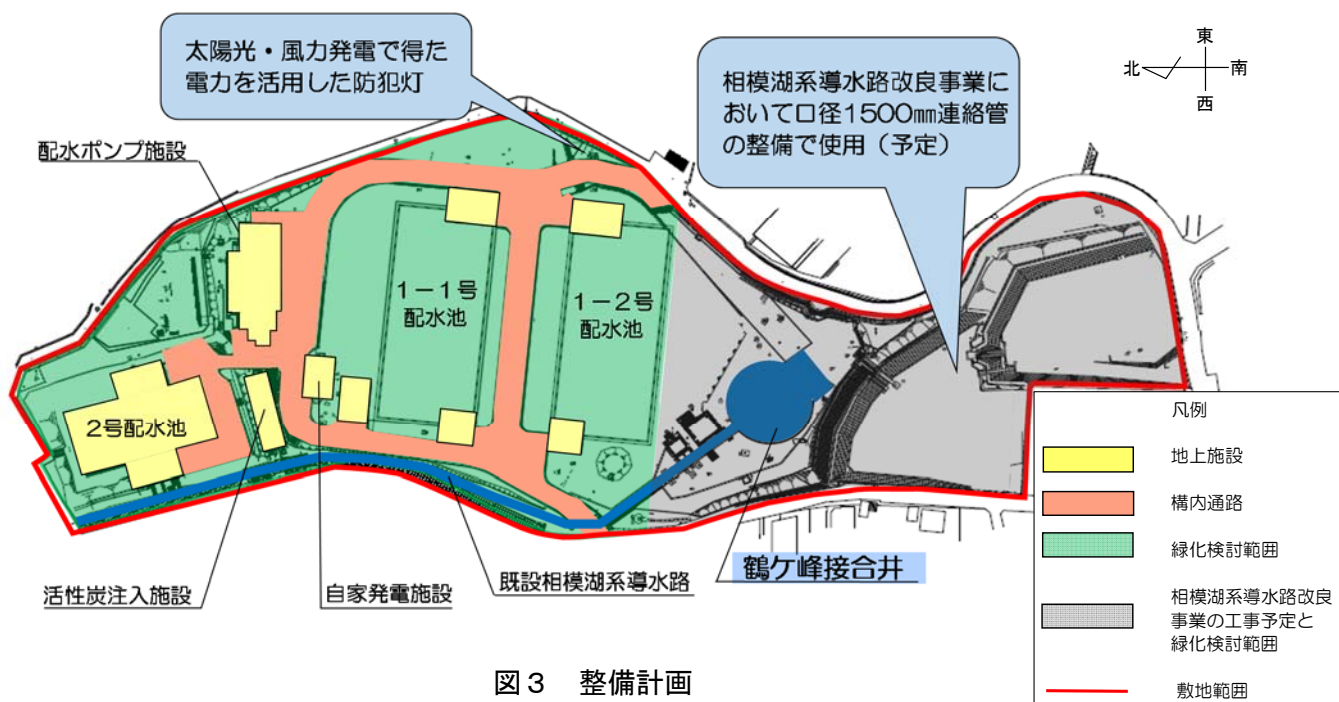 太陽光・風力発電で得た
電力を活用した防犯灯
相模湖系導水路改良事業に
おいて口径1500㎜連絡管
の整備で使用（予定）
東
北
南
西
配水ポンプ施設
1－1号
配水池
1－2号
配水池
2号配水池
活性炭注入施設
自家発電施設
既設相模湖系導水路
鶴ケ峰接合井
凡例
地上施設
構内通路
緑化検討範囲
相模湖系導水路改良
事業の工事予定と
緑化検討範囲
敷地範囲
図３　整備計画